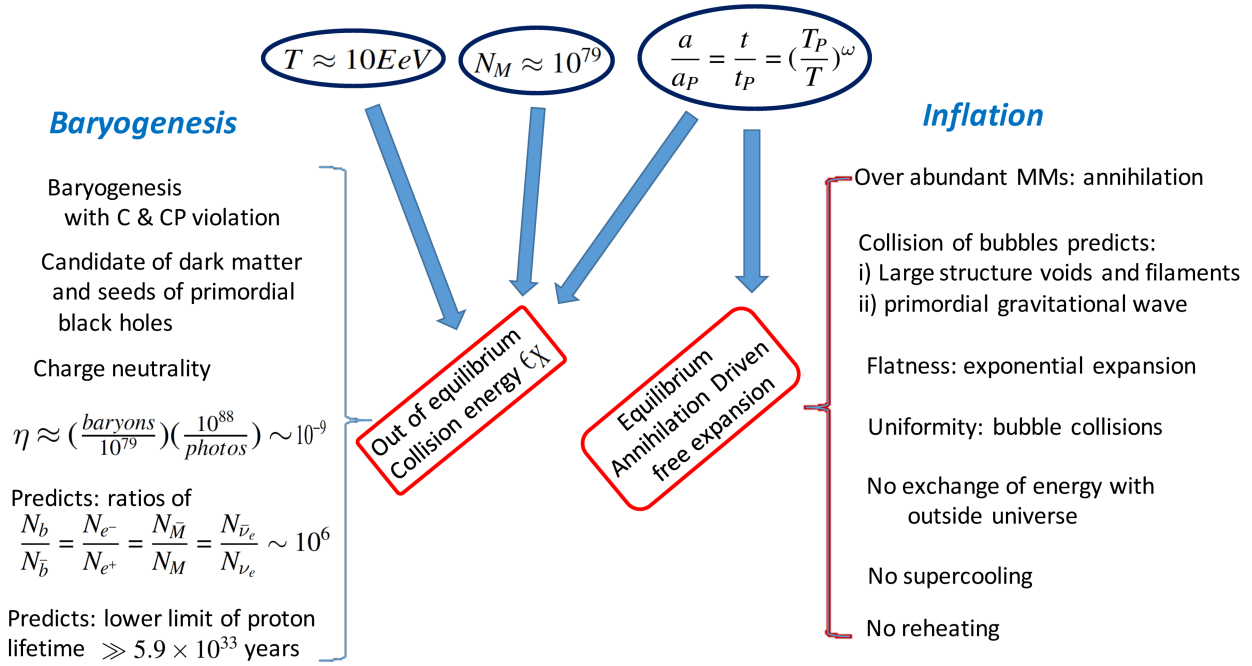 T ≈ 10EeV
N_M ≈ 10^79
a/a_P = t/t_P = (T_P/T)^ω
Baryogenesis
Baryogenesis
with C & CP violation
Candidate of dark matter
and seeds of primordial
black holes
Charge neutrality
η ≈ (baryons/10^79)(10^88/photos) ∼ 10^-9
Predicts: ratios of
N_b/N_b̄ = N_e⁻/N_e⁺ = N_M̄/N_M = N_ν̄_e/N_ν_e ∼ 10^6
Predicts: lower limit of proton
lifetime ≫ 5.9 × 10^33 years
Out of equilibrium
Collision energy ϵχ
Equilibrium
Annihilation Driven
free expansion
Inflation
Over abundant MMs: annihilation
Collision of bubbles predicts:
i) Large structure voids and filaments
ii) primordial gravitational wave
Flatness: exponential expansion
Uniformity: bubble collisions
No exchange of energy with
outside universe
No supercooling
No reheating